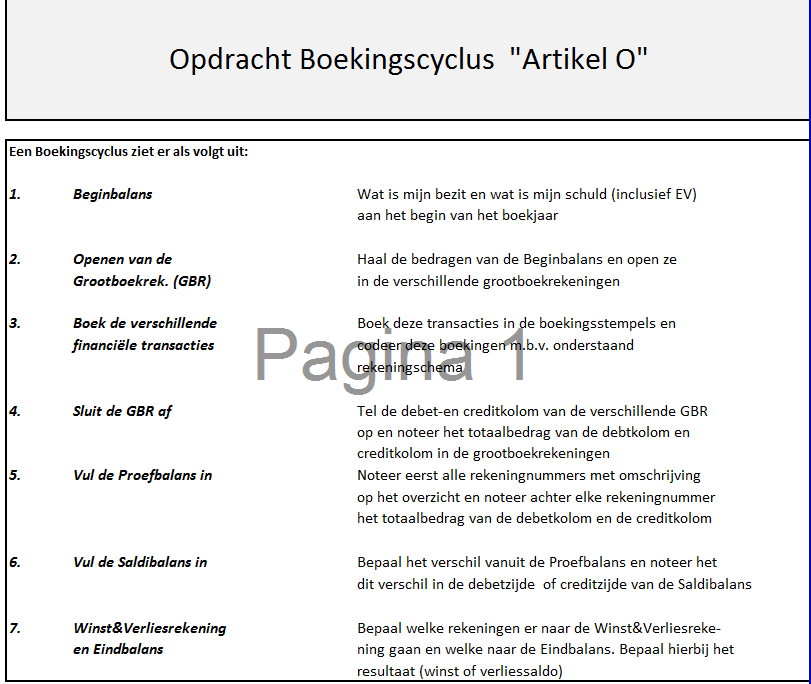 Opdracht Boekingscyclus "Artikel O"
Een Boekingscyclus ziet er als volgt uit:
1. Beginbalans Wat is mijn bezit en wat is mijn schuld (inclusief EV)
aan het begin van het boekjaar
2. Openen van de Haal de bedragen van de Beginbalans en open ze
Grootboekrek. (GBR) in de verschillende grootboekrekeningen
3. Boek de verschillende Boek deze transacties in de boekingsstempels en
financiële transacties codeer deze boekingen m.b.v. onderstaand
rekeningschema
Pagina 1
4. Sluit de GBR af Tel de debet-en creditkolom van de verschillende GBR
op en noteer het totaalbedrag van de debtkolom en
creditkolom in de grootboekrekeningen
5. Vul de Proefbalans in Noteer eerst alle rekeningnummers met omschrijving
op het overzicht en noteer achter elke rekeningnummer
het totaalbedrag van de debetkolom en de creditkolom
6. Vul de Saldibalans in Bepaal het verschil vanuit de Proefbalans en noteer het
dit verschil in de debetzijde of creditzijde van de Saldibalans
7. Winst&Verliesrekening Bepaal welke rekeningen er naar de Winst&Verliesreke-
en Eindbalans ning gaan en welke naar de Eindbalans. Bepaal hierbij het
resultaat (winst of verliessaldo)